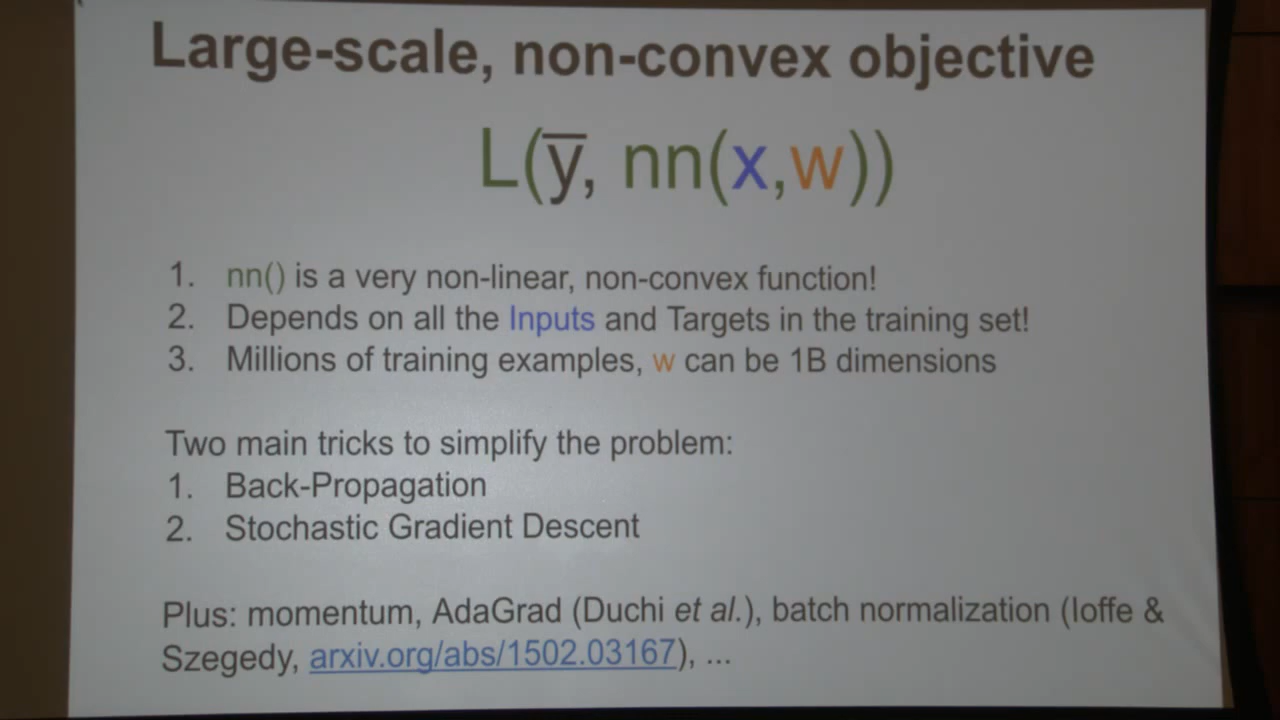 Large-scale, non-convex objective
L(y̅, nn(x,w))
1. nn() is a very non-linear, non-convex function!
2. Depends on all the Inputs and Targets in the training set!
3. Millions of training examples, w can be 1B dimensions
Two main tricks to simplify the problem:
1. Back-Propagation
2. Stochastic Gradient Descent
Plus: momentum, AdaGrad (Duchi et al.), batch normalization (Ioffe &
Szegedy, arxiv.org/abs/1502.03167), ...